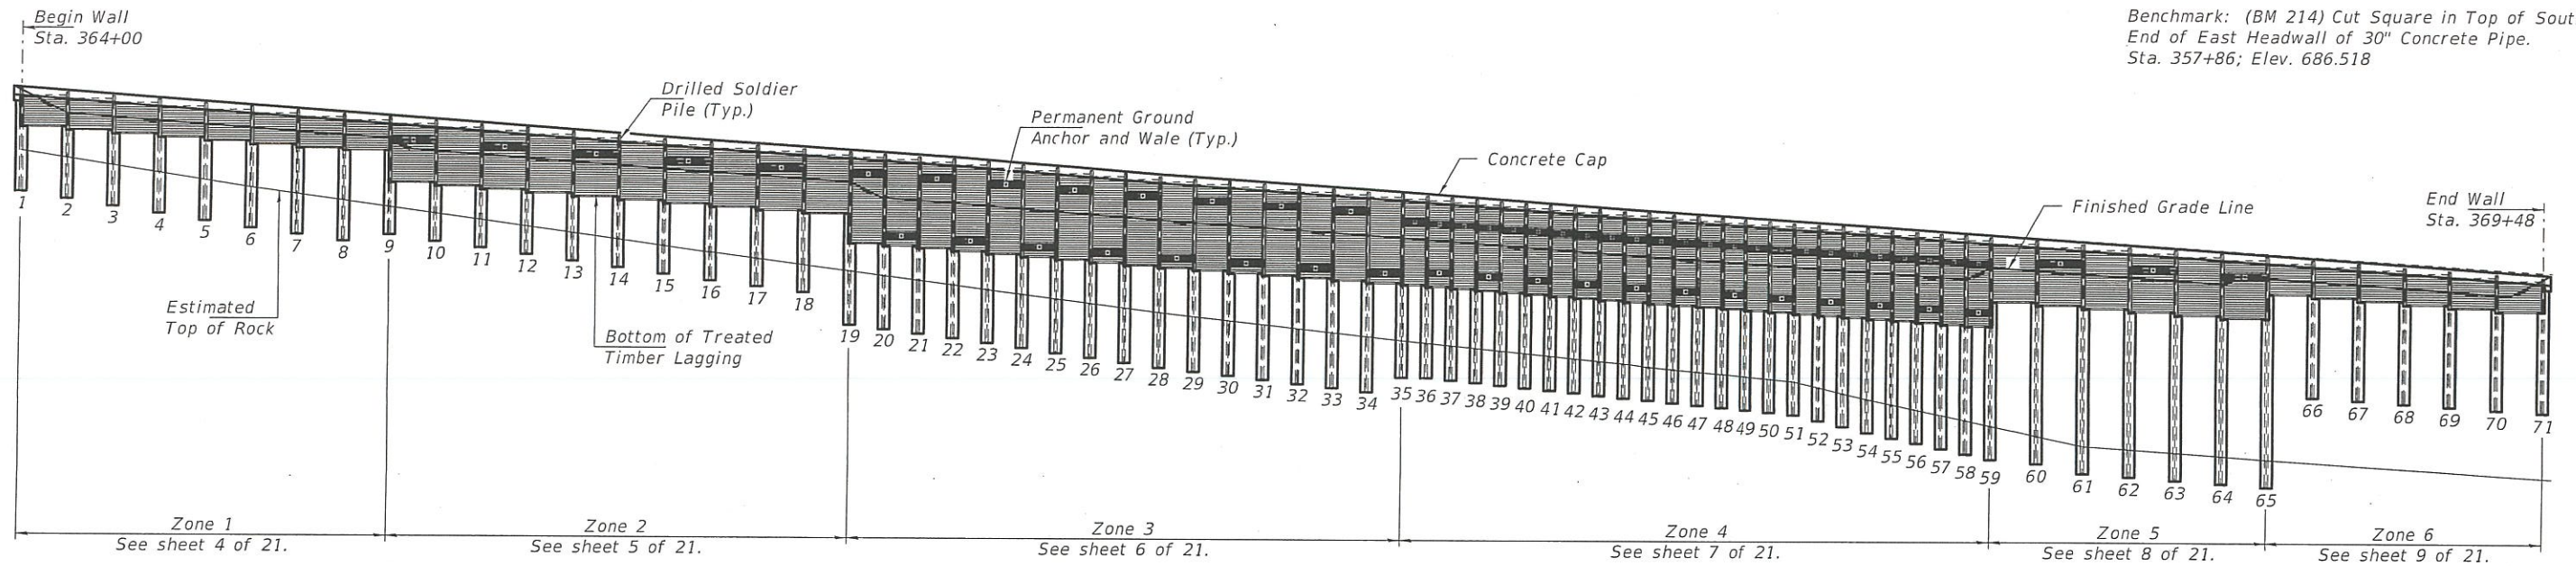 Begin Wall
Sta. 364+00
Benchmark: (BM 214) Cut Square in Top of Sout
End of East Headwall of 30" Concrete Pipe.
Sta. 357+86; Elev. 686.518
Drilled Soldier
Pile (Typ.)
Permanent Ground
Anchor and Wale (Typ.)
Concrete Cap
Finished Grade Line
End Wall
Sta. 369+48
Estimated
Top of Rock
Bottom of Treated
Timber Lagging
1 2 3 4 5 6 7 8 9 10 11 12 13 14 15 16 17 18 19 20 21 22 23 24 25 26 27 28 29 30 31 32 33 34 35 36 37 38 39 40 41 42 43 44 45 46 47 48 49 50 51 52 53 54 55 56 57 58 59 60 61 62 63 64 65 66 67 68 69 70 71
Zone 1
See sheet 4 of 21.
Zone 2
See sheet 5 of 21.
Zone 3
See sheet 6 of 21.
Zone 4
See sheet 7 of 21.
Zone 5
See sheet 8 of 21.
Zone 6
See sheet 9 of 21.